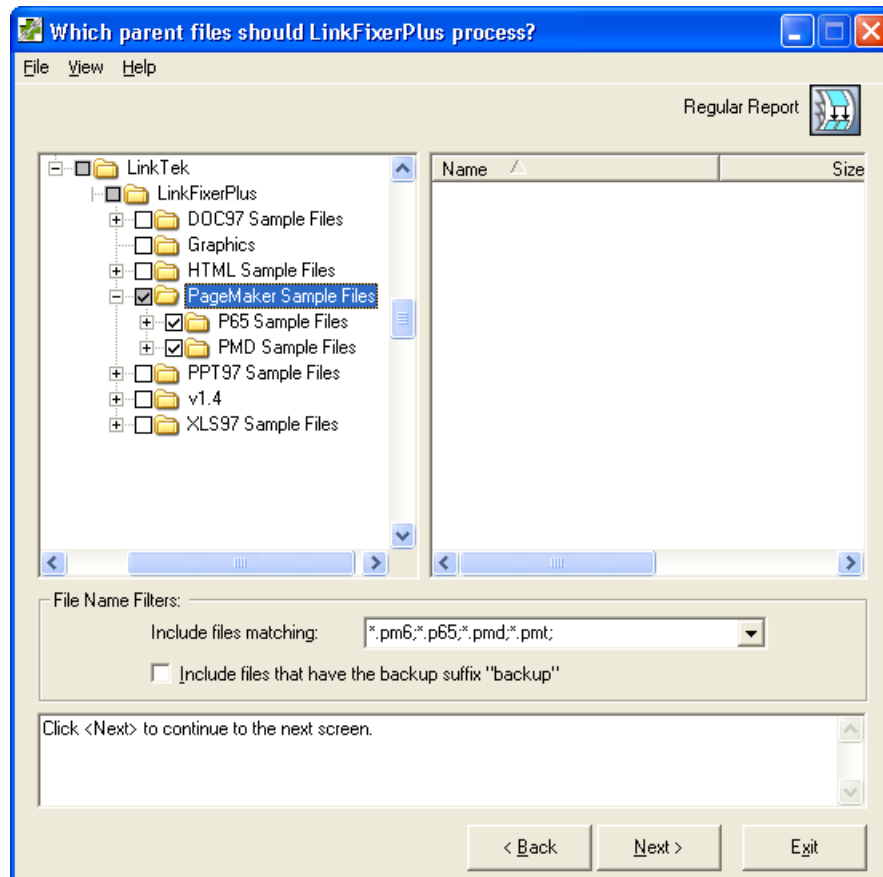 Which parent files should LinkFixerPlus process?
File View Help
Regular Report
LinkTek
LinkFixerPlus
DOC97 Sample Files
Graphics
HTML Sample Files
PageMaker Sample Files
P65 Sample Files
PMD Sample Files
PPT97 Sample Files
v1.4
XLS97 Sample Files
Name Size
File Name Filters:
Include files matching: *.pm6;*.p65;*.pmd;*.pmt;
Include files that have the backup suffix "backup"
Click <Next> to continue to the next screen.
< Back Next > Exit